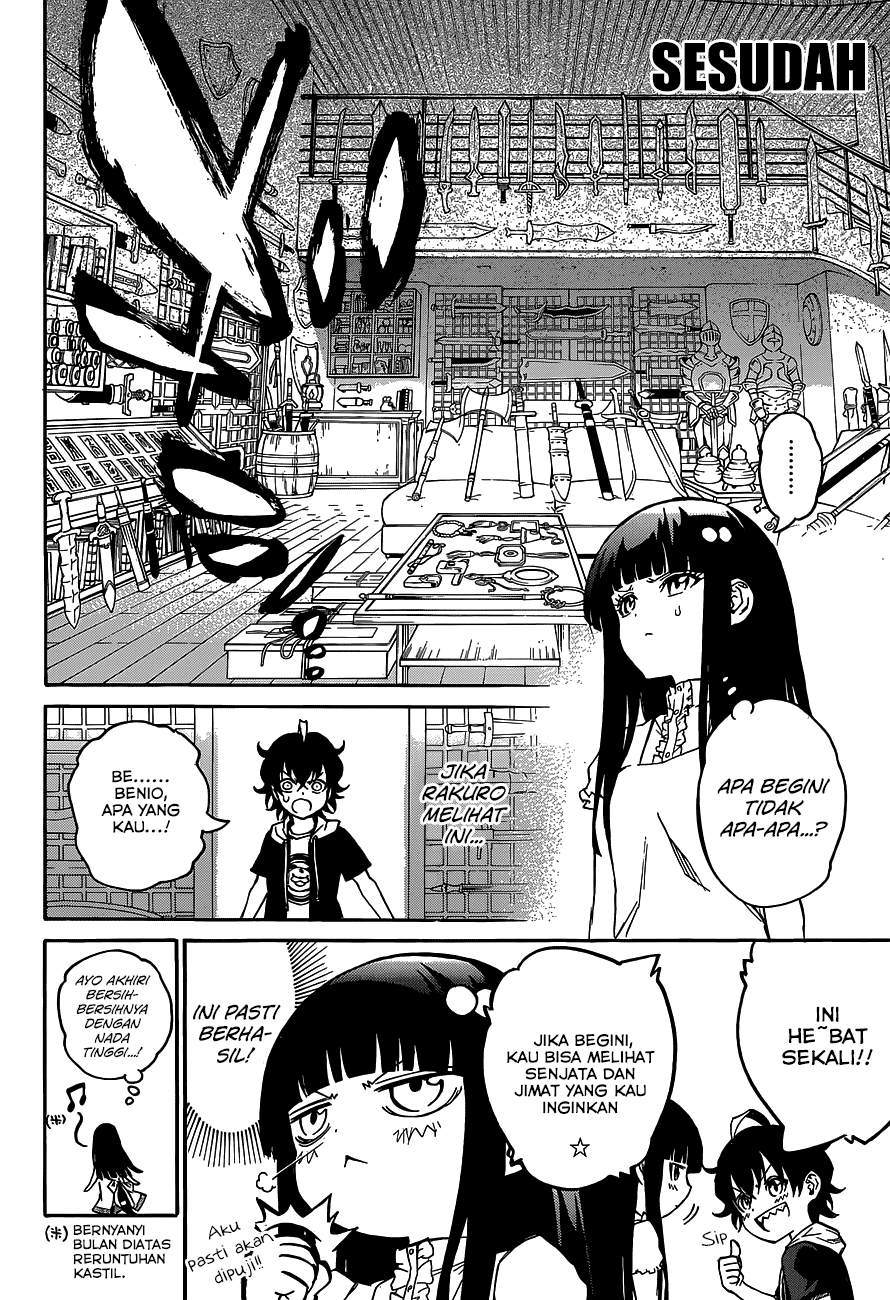 SESUDAH
.........
APA BEGINI
TIDAK
APA-APA...?
JIKA
RAKURO
MELIHAT
INI...
BE......
BENIO,
APA YANG
KAU...!
INI
HE~BAT
SEKALI!!
Sip
JIKA BEGINI,
KAU BISA MELIHAT
SENJATA DAN
JIMAT YANG KAU
INGINKAN
☆
INI PASTI
BERHA-
SIL!
Aku
pasti akan
dipuji!!
AYO AKHIRI
BERSIH-
BERSIHNYA
DENGAN
NADA
TINGGI...!
♪
(※)
(※) BERNYANYI
BULAN DIATAS
RERUNTUHAN
KASTIL.